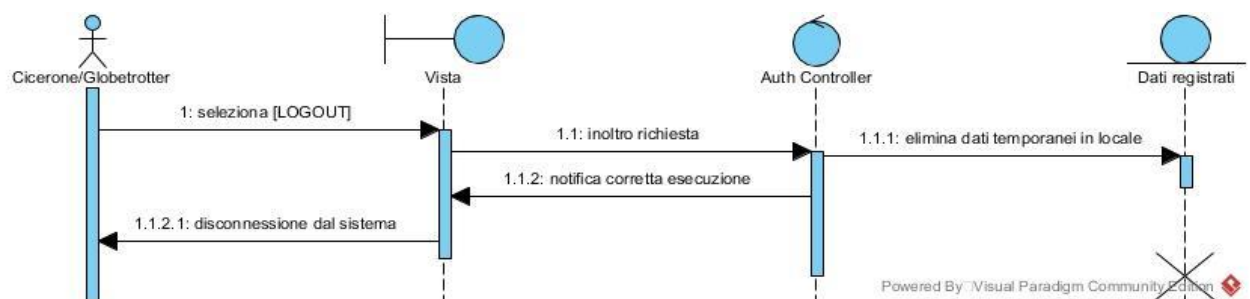 Cicerone/Globetrotter
Vista
Auth Controller
Dati registrati
1: seleziona [LOGOUT]
1.1: inoltro richiesta
1.1.1: elimina dati temporanei in locale
1.1.2: notifica corretta esecuzione
1.1.2.1: disconnessione dal sistema
Powered By Visual Paradigm Community Edition